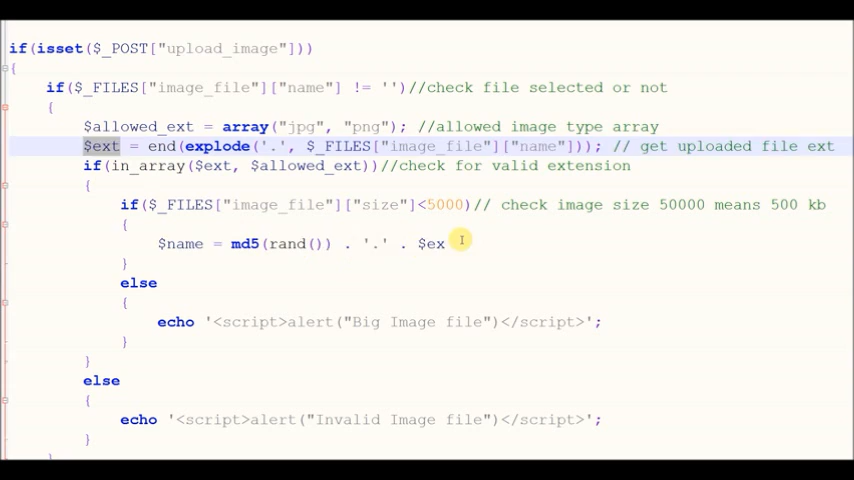 if(isset($_POST["upload_image"]))
{
if($_FILES["image_file"]["name"] != '')//check file selected or not
{
$allowed_ext = array("jpg", "png"); //allowed image type array
$ext = end(explode('.', $_FILES["image_file"]["name"])); // get uploaded file ext
if(in_array($ext, $allowed_ext))//check for valid extension
{
if($_FILES["image_file"]["size"]<5000)// check image size 50000 means 500 kb
{
$name = md5(rand()) . '.' . $ex
}
else
{
echo '<script>alert("Big Image file")</script>';
}
}
else
{
echo '<script>alert("Invalid Image file")</script>';
}
}